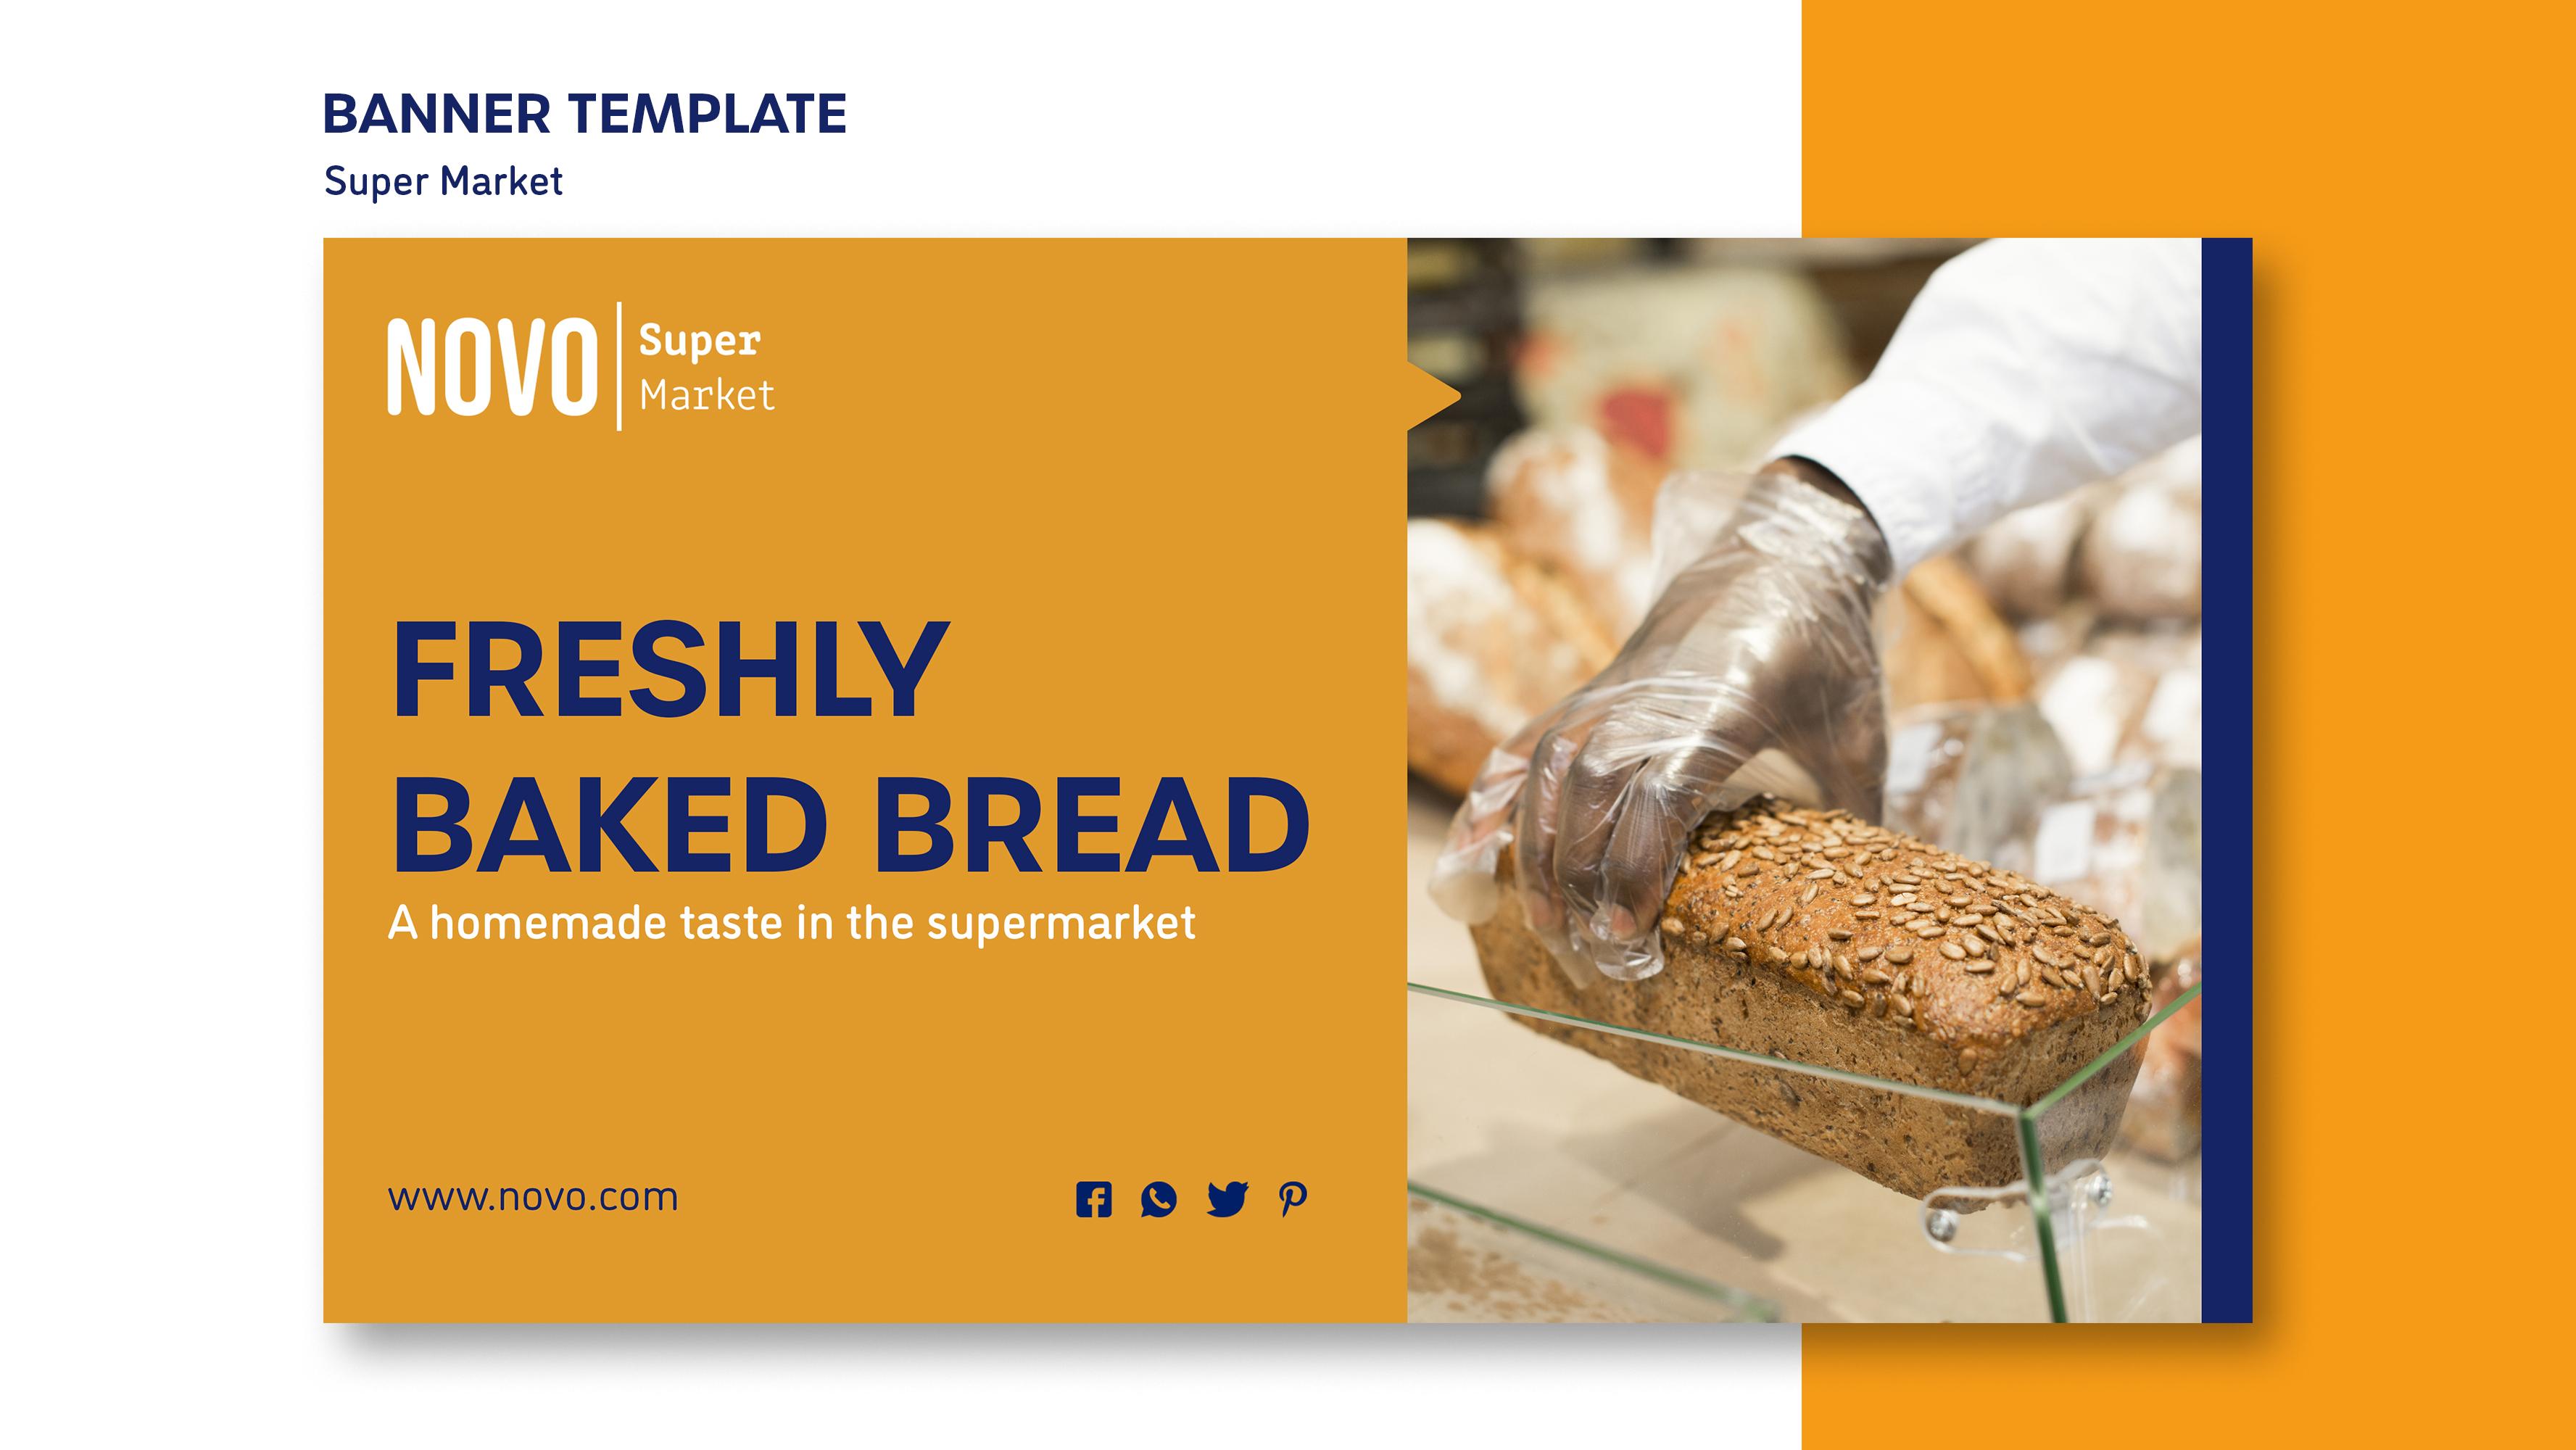 BANNER TEMPLATE
Super Market
NOVO
Super
Market
FRESHLY
BAKED BREAD
A homemade taste in the supermarket
www.novo.com